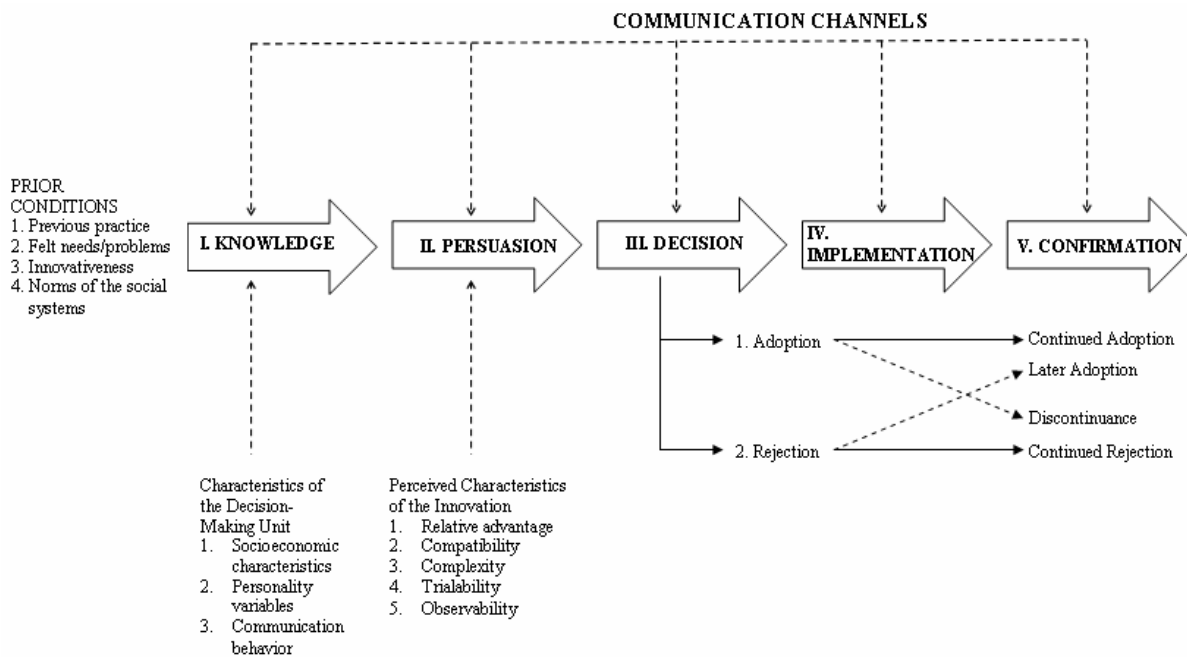 COMMUNICATION CHANNELS
PRIOR
CONDITIONS
1. Previous practice
2. Felt needs/problems
3. Innovativeness
4. Norms of the social
systems
I. KNOWLEDGE
II. PERSUASION
III. DECISION
IV.
IMPLEMENTATION
V. CONFIRMATION
1. Adoption
2. Rejection
Continued Adoption
Later Adoption
Discontinuance
Continued Rejection
Characteristics of
the Decision-
Making Unit
1. Socioeconomic
characteristics
2. Personality
variables
3. Communication
behavior
Perceived Characteristics
of the Innovation
1. Relative advantage
2. Compatibility
3. Complexity
4. Trialability
5. Observability